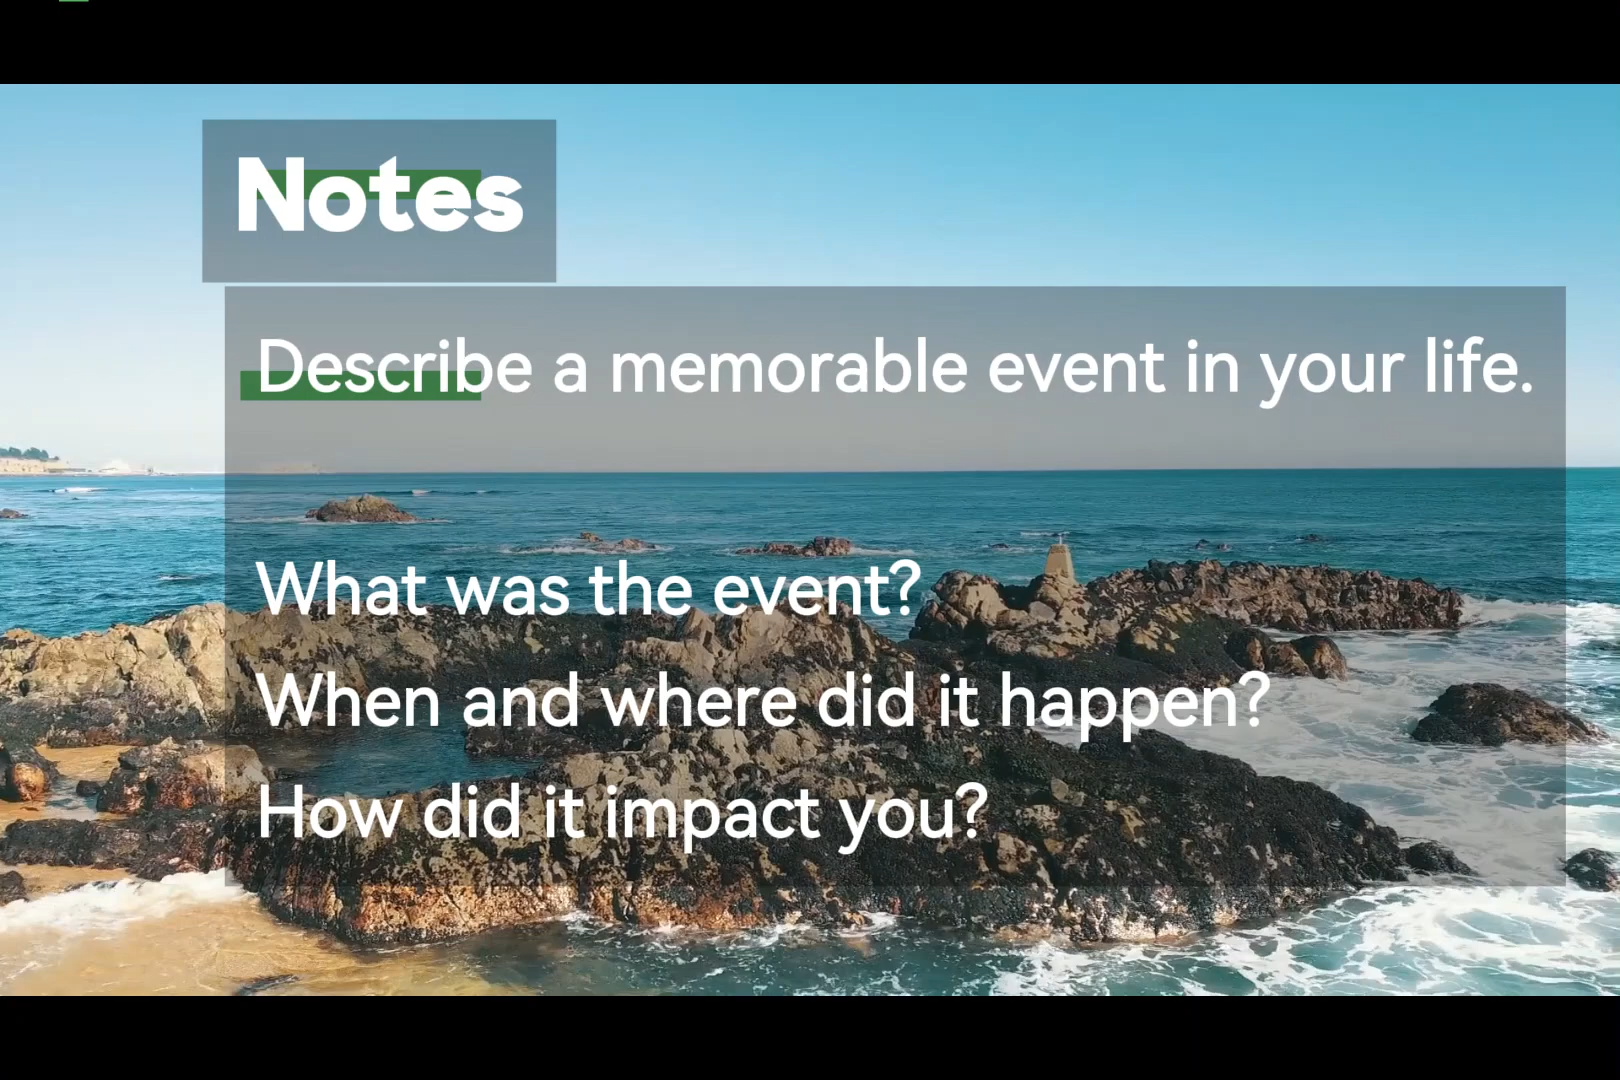 Notes
Describe a memorable event in your life.
What was the event?
When and where did it happen?
How did it impact you?